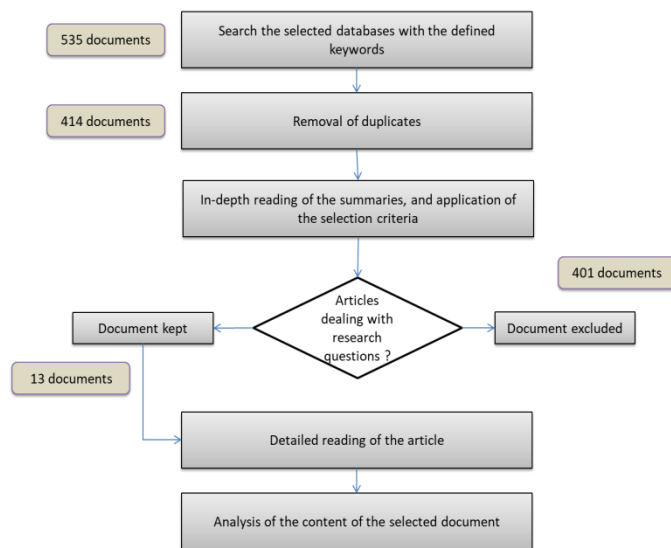 535 documents
Search the selected databases with the defined
keywords
414 documents
Removal of duplicates
In-depth reading of the summaries, and application of
the selection criteria
401 documents
Articles
dealing with
research
questions ?
Document kept
Document excluded
13 documents
Detailed reading of the article
Analysis of the content of the selected document